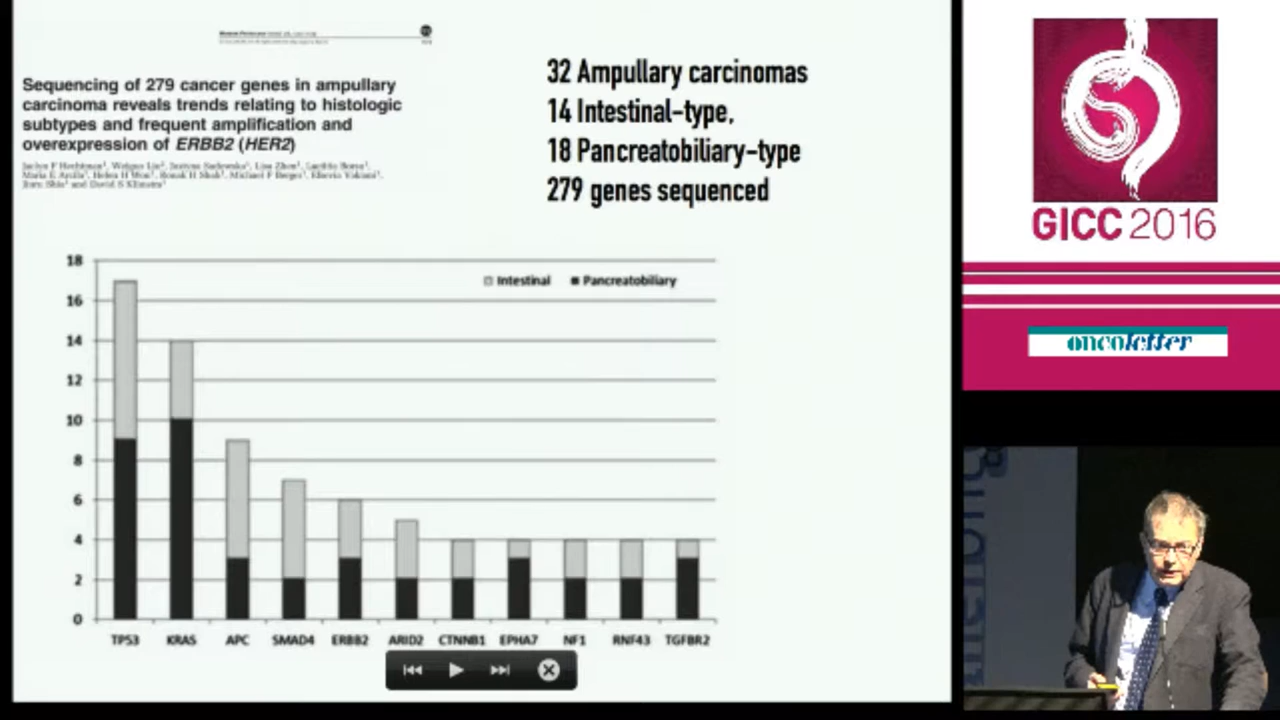 Sequencing of 279 cancer genes in ampullary
carcinoma reveals trends relating to histologic
subtypes and frequent amplification and
overexpression of ERBB2 (HER2)
32 Ampullary carcinomas
14 Intestinal-type,
18 Pancreatobiliary-type
279 genes sequenced
Intestinal Pancreatobiliary
18
16
14
12
10
8
6
4
2
0
TP53 KRAS APC SMAD4 ERBB2 ARID2 CTNNB1 EPHA7 NF1 RNF43 TGFBR2
GICC 2016
oncoletter